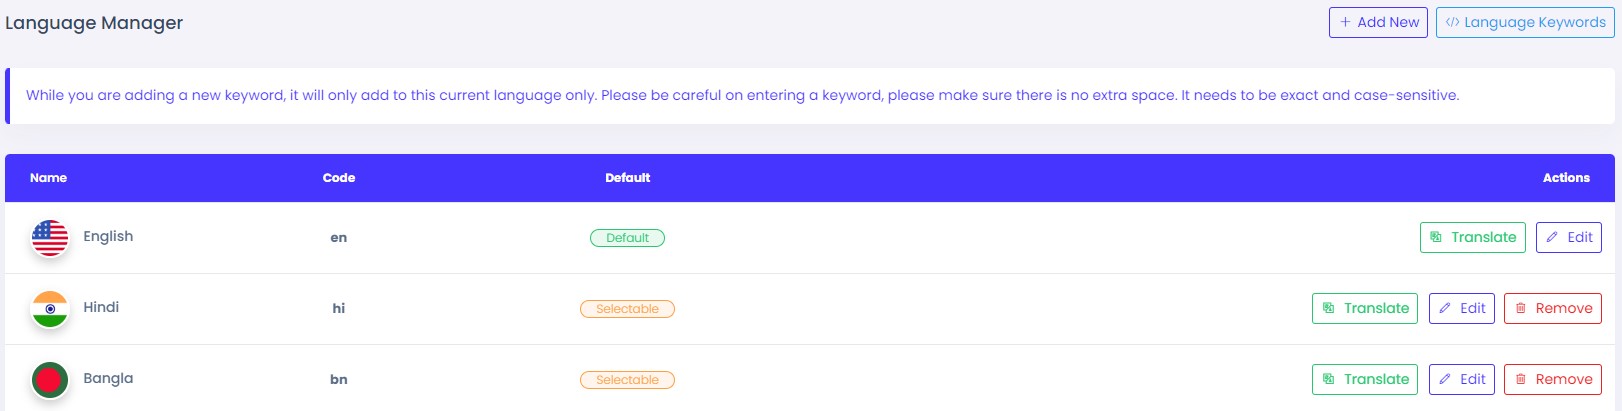 Language Manager
Add New
Language Keywords
While you are adding a new keyword, it will only add to this current language only. Please be careful on entering a keyword, please make sure there is no extra space. It needs to be exact and case-sensitive.
Name Code Default Actions
English en Default Translate Edit
Hindi hi Selectable Translate Edit Remove
Bangla bn Selectable Translate Edit Remove